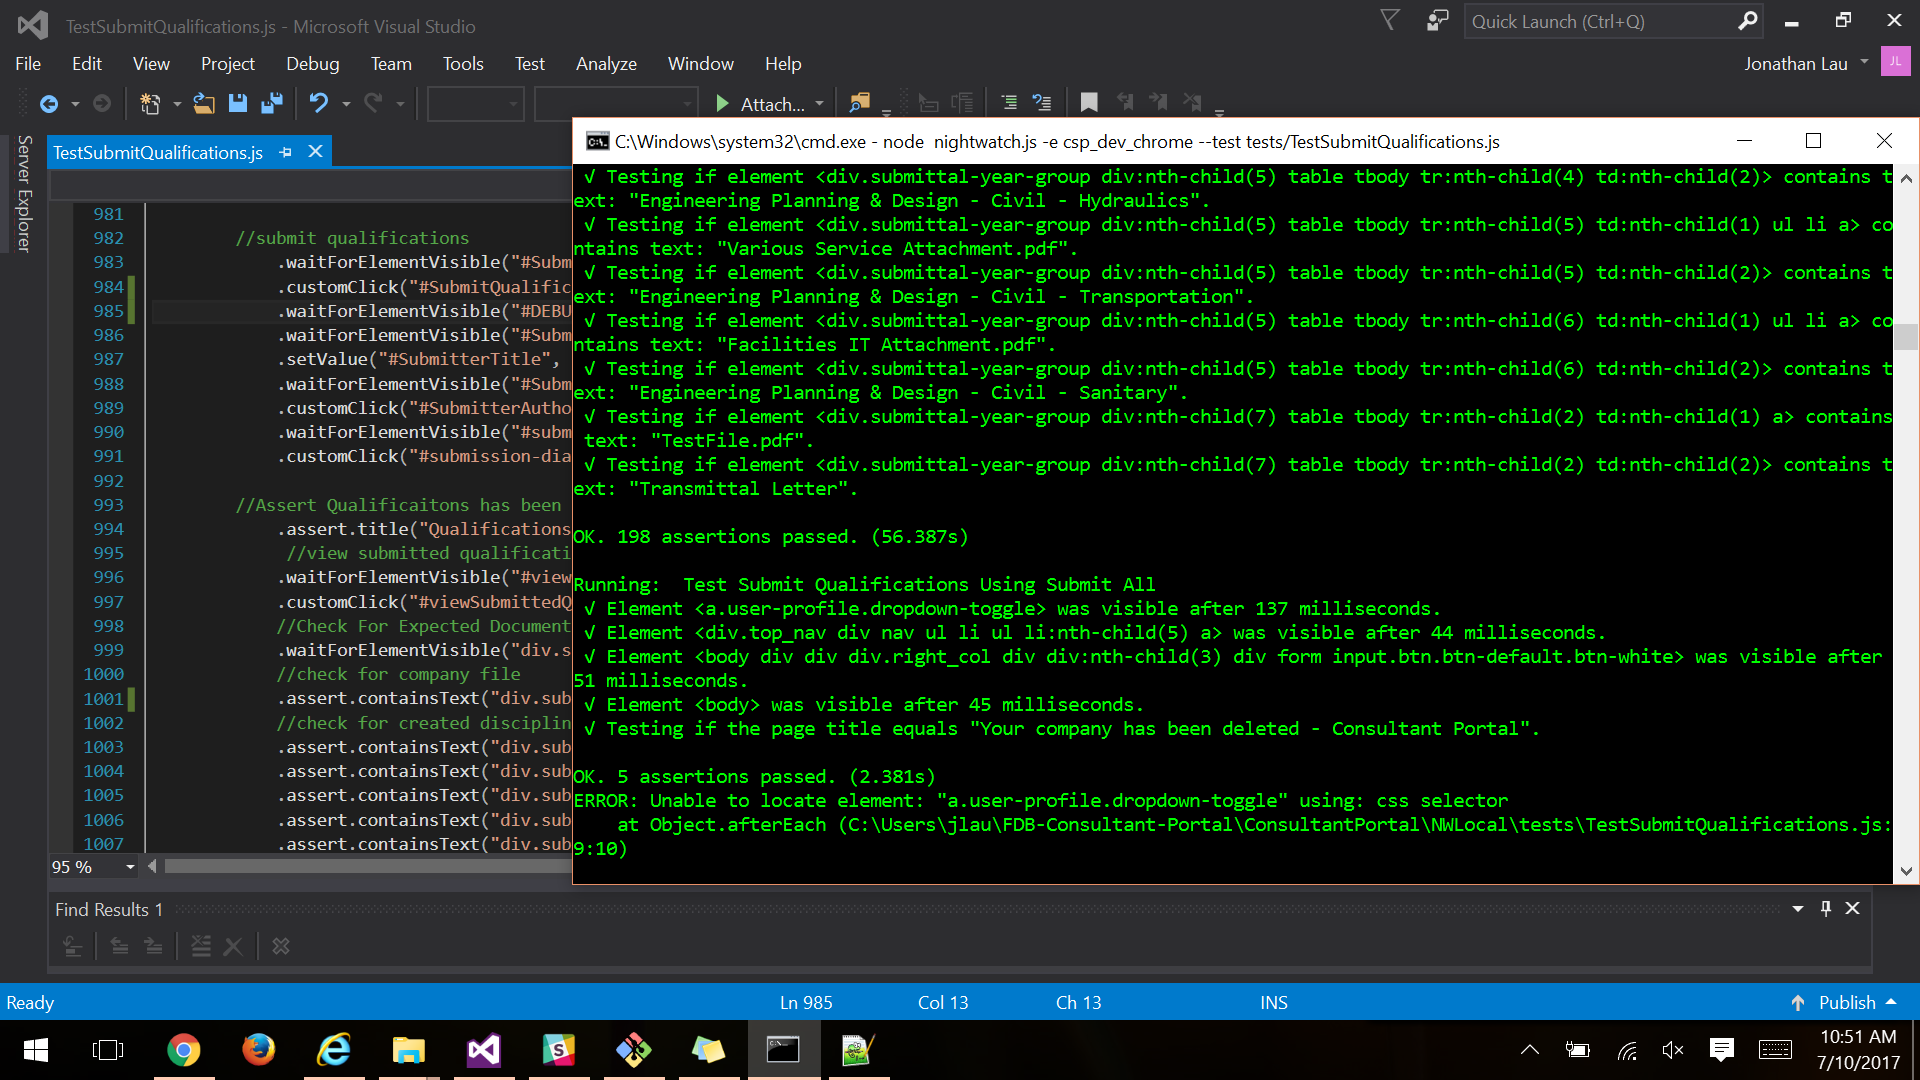 TestSubmitQualifications.js - Microsoft Visual Studio
Quick Launch (Ctrl+Q)
File Edit View Project Debug Team Tools Test Analyze Window Help
Jonathan Lau
JL
Attach...
Server Explorer
TestSubmitQualifications.js
C:\Windows\system32\cmd.exe - node  nightwatch.js -e csp_dev_chrome --test tests/TestSubmitQualifications.js
981
982 //submit qualifications
983 .waitForElementVisible("#Subm
984 .customClick("#SubmitQualific
985 .waitForElementVisible("#DEBU
986 .waitForElementVisible("#Subm
987 .setValue("#SubmitterTitle",
988 .waitForElementVisible("#Subm
989 .customClick("#SubmitterAutho
990 .waitForElementVisible("#subm
991 .customClick("#submission-dia
992
993 //Assert Qualificaitons has been
994 .assert.title("Qualifications
995 //view submitted qualificati
996 .waitForElementVisible("#view
997 .customClick("#viewSubmittedQ
998 //Check For Expected Document
999 .waitForElementVisible("div.s
1000 //check for company file
1001 .assert.containsText("div.sub
1002 //check for created disciplin
1003 .assert.containsText("div.sub
1004 .assert.containsText("div.sub
1005 .assert.containsText("div.sub
1006 .assert.containsText("div.sub
1007 .assert.containsText("div.sub
95 %
√ Testing if element <div.submittal-year-group div:nth-child(5) table tbody tr:nth-child(4) td:nth-child(2)> contains t
ext: "Engineering Planning & Design - Civil - Hydraulics".
√ Testing if element <div.submittal-year-group div:nth-child(5) table tbody tr:nth-child(5) td:nth-child(1) ul li a> co
ntains text: "Various Service Attachment.pdf".
√ Testing if element <div.submittal-year-group div:nth-child(5) table tbody tr:nth-child(5) td:nth-child(2)> contains t
ext: "Engineering Planning & Design - Civil - Transportation".
√ Testing if element <div.submittal-year-group div:nth-child(5) table tbody tr:nth-child(6) td:nth-child(1) ul li a> co
ntains text: "Facilities IT Attachment.pdf".
√ Testing if element <div.submittal-year-group div:nth-child(5) table tbody tr:nth-child(6) td:nth-child(2)> contains t
ext: "Engineering Planning & Design - Civil - Sanitary".
√ Testing if element <div.submittal-year-group div:nth-child(7) table tbody tr:nth-child(2) td:nth-child(1) a> contains
text: "TestFile.pdf".
√ Testing if element <div.submittal-year-group div:nth-child(7) table tbody tr:nth-child(2) td:nth-child(2)> contains t
ext: "Transmittal Letter".
OK. 198 assertions passed. (56.387s)
Running:  Test Submit Qualifications Using Submit All
√ Element <a.user-profile.dropdown-toggle> was visible after 137 milliseconds.
√ Element <div.top_nav div nav ul li ul li:nth-child(5) a> was visible after 44 milliseconds.
√ Element <body div div div.right_col div div:nth-child(3) div form input.btn.btn-default.btn-white> was visible after
51 milliseconds.
√ Element <body> was visible after 45 milliseconds.
√ Testing if the page title equals "Your company has been deleted - Consultant Portal".
OK. 5 assertions passed. (2.381s)
ERROR: Unable to locate element: "a.user-profile.dropdown-toggle" using: css selector
at Object.afterEach (C:\Users\jlau\FDB-Consultant-Portal\ConsultantPortal\NWLocal\tests\TestSubmitQualifications.js:
9:10)
Find Results 1
Ready Ln 985 Col 13 Ch 13 INS Publish
10:51 AM
7/10/2017